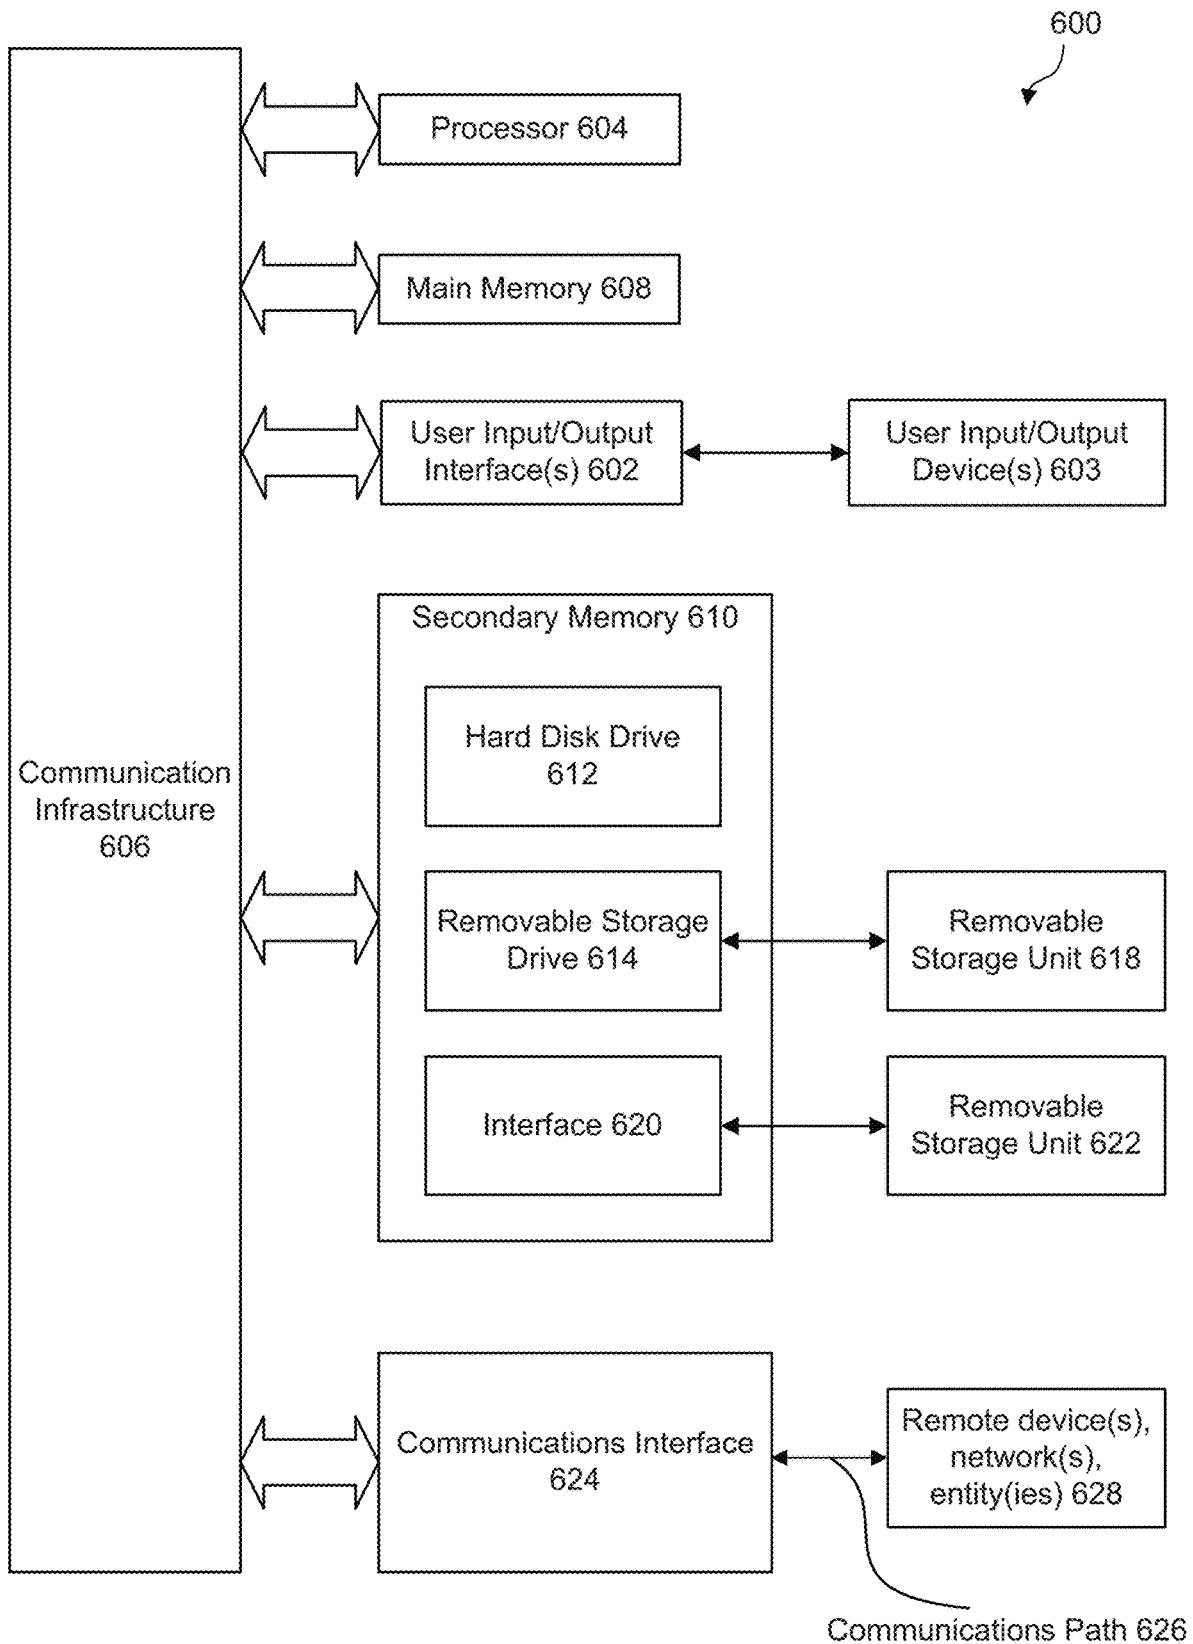 600
Processor 604
Main Memory 608
User Input/Output
Interface(s) 602
User Input/Output
Device(s) 603
Secondary Memory 610
Hard Disk Drive
612
Communication
Infrastructure
606
Removable Storage
Drive 614
Removable
Storage Unit 618
Interface 620
Removable
Storage Unit 622
Communications Interface
624
Remote device(s),
network(s),
entity(ies) 628
Communications Path 626